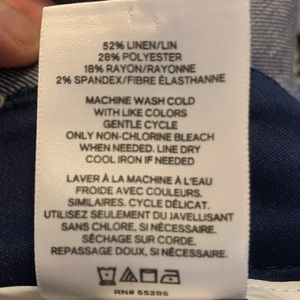 52% LINEN/LIN
28% POLYESTER
18% RAYON/RAYONNE
2% SPANDEX/FIBRE ÉLASTHANNE
MACHINE WASH COLD
WITH LIKE COLORS
GENTLE CYCLE
ONLY NON-CHLORINE BLEACH
WHEN NEEDED. LINE DRY
COOL IRON IF NEEDED
LAVER À LA MACHINE À L'EAU
FROIDE AVEC COULEURS.
SIMILAIRES. CYCLE DÉLICAT.
UTILISEZ SEULEMENT DU JAVELLISANT
SANS CHLORE, SI NÉCESSAIRE.
SÉCHAGE SUR CORDE.
REPASSAGE DOUX, SI NÉCESSAIRE.
RN# 55285